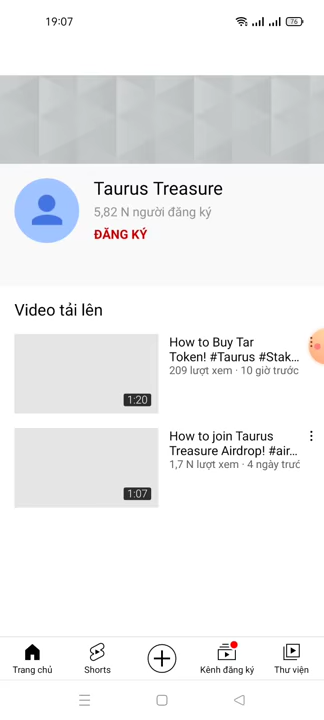 19:07
76
Taurus Treasure
5,82 N người đăng ký
ĐĂNG KÝ
Video tải lên
How to Buy Tar
Token! #Taurus #Stak...
209 lượt xem · 10 giờ trước
1:20
How to join Taurus
Treasure Airdrop! #air...
1,7 N lượt xem · 4 ngày trước
1:07
Trang chủ
Shorts
Kênh đăng ký
Thư viện